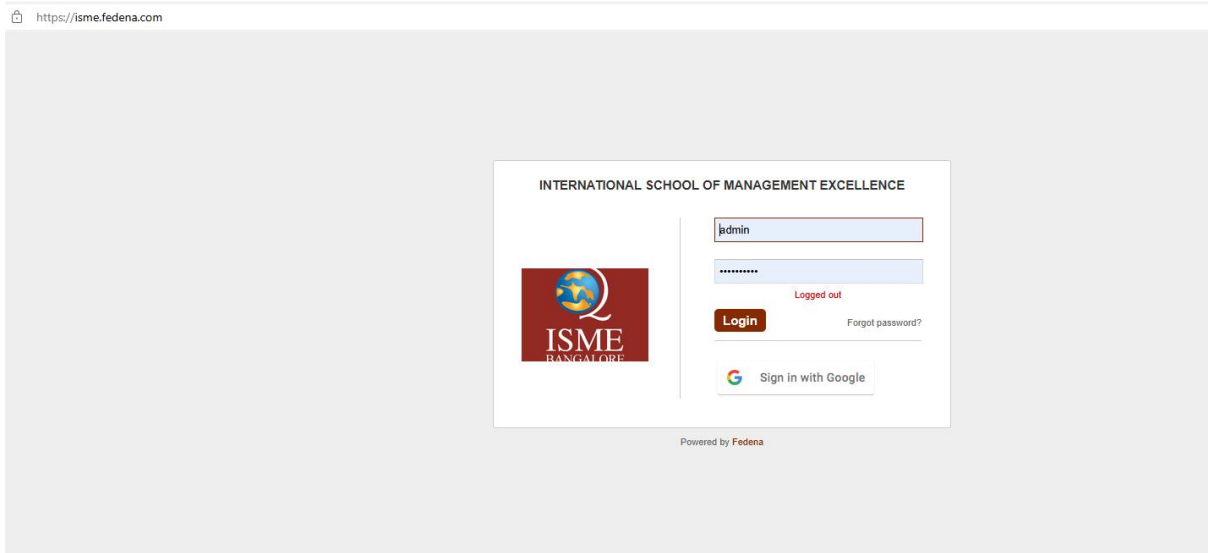 https://isme.fedena.com
INTERNATIONAL SCHOOL OF MANAGEMENT EXCELLENCE
admin
••••••••••
Logged out
Login
Forgot password?
ISME
BANGALORE
Sign in with Google
Powered by Fedena